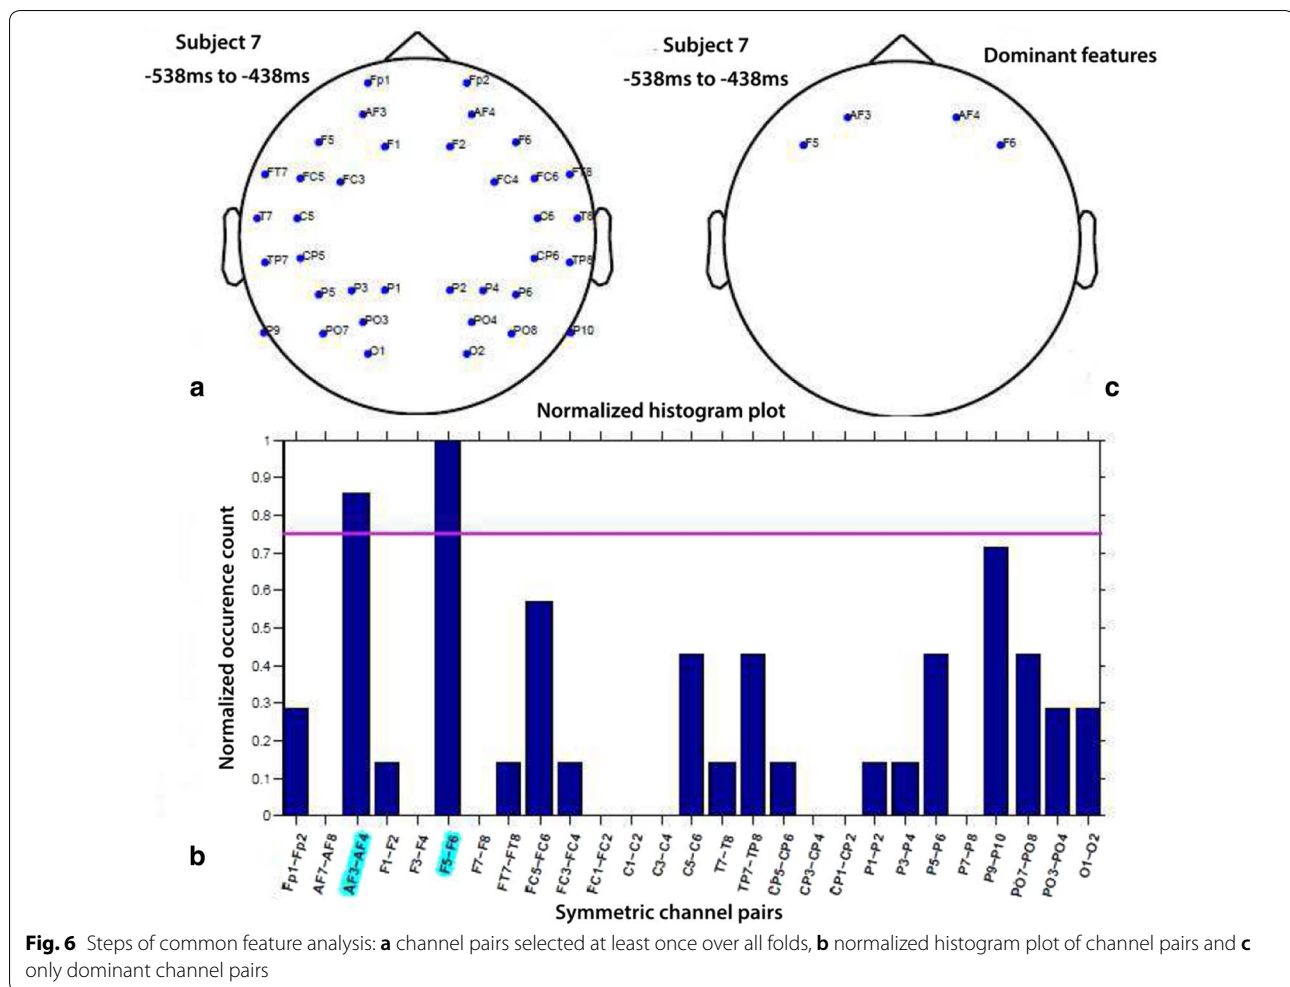 Subject 7
-538ms to -438ms
Fp1
Fp2
AF3
AF4
F5
F1
F2
F6
FT7
FC5
FC3
FC4
FC6
FT8
T7
C5
C6
T8
TP7
CP5
CP6
TP8
P5
P3
P1
P2
P4
P6
P9
PO7
PO3
PO4
PO8
P10
O1
O2
a
Subject 7
-538ms to -438ms
Dominant features
AF3
AF4
F5
F6
c
Normalized histogram plot
Normalized occurence count
1
0.9
0.8
0.7
0.6
0.5
0.4
0.3
0.2
0.1
0
Fp1-Fp2
AF7-AF8
AF3-AF4
F1-F2
F3-F4
F5-F6
F7-F8
FT7-FT8
FC5-FC6
FC3-FC4
FC1-FC2
C1-C2
C3-C4
C5-C6
T7-T8
TP7-TP8
CP5-CP6
CP3-CP4
CP1-CP2
P1-P2
P3-P4
P5-P6
P7-P8
P9-P10
PO7-PO8
PO3-PO4
O1-O2
b
Symmetric channel pairs
Fig. 6 Steps of common feature analysis: a channel pairs selected at least once over all folds, b normalized histogram plot of channel pairs and c
only dominant channel pairs